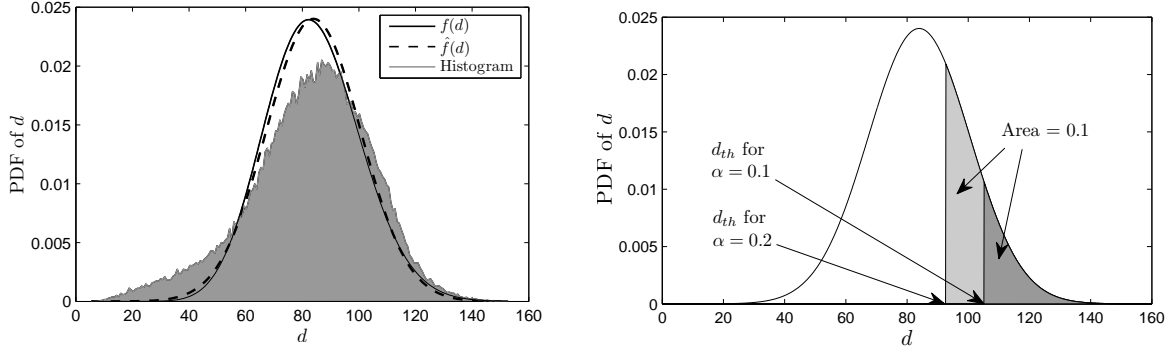 0.025
0.02
0.015
0.01
0.005
0
0 20 40 60 80 100 120 140 160
PDF of d
d
f(d)
f̂(d)
Histogram
0.025
0.02
0.015
0.01
0.005
0
0 20 40 60 80 100 120 140 160
PDF of d
d
d_th for
α = 0.1
d_th for
α = 0.2
Area = 0.1